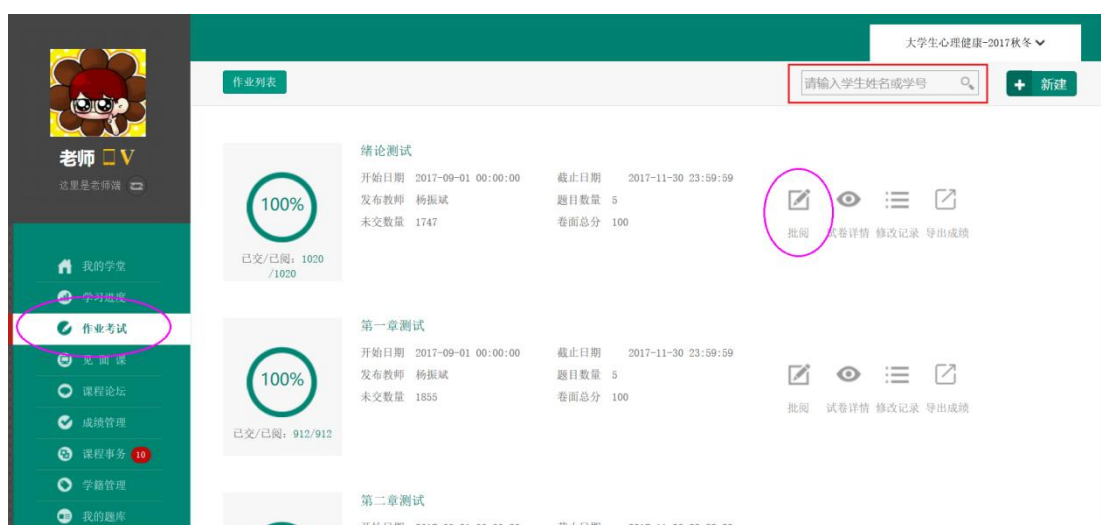 大学生心理健康-2017秋冬
作业列表
请输入学生姓名或学号
+ 新建
老师 V
这里是老师端
我的学堂
学习进度
作业考试
见面课
课程论坛
成绩管理
课程事务 10
学籍管理
我的题库
绪论测试
100%
开始日期 2017-09-01 00:00:00 截止日期 2017-11-30 23:59:59
发布教师 杨振斌 题目数量 5
未交数量 1747 卷面总分 100
已交/已阅：1020
/1020
批阅 试卷详情 修改记录 导出成绩
第一章测试
100%
开始日期 2017-09-01 00:00:00 截止日期 2017-11-30 23:59:59
发布教师 杨振斌 题目数量 5
未交数量 1855 卷面总分 100
已交/已阅：912/912
批阅 试卷详情 修改记录 导出成绩
第二章测试